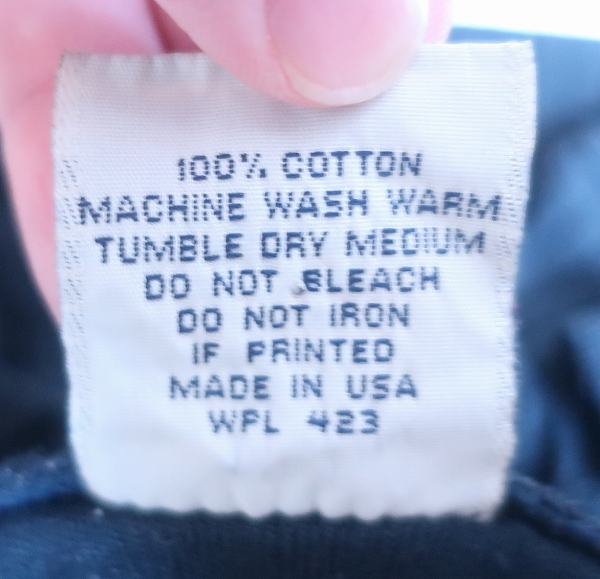 100% COTTON
MACHINE WASH WARM
TUMBLE DRY MEDIUM
DO NOT BLEACH
DO NOT IRON
IF PRINTED
MADE IN USA
WPL 423